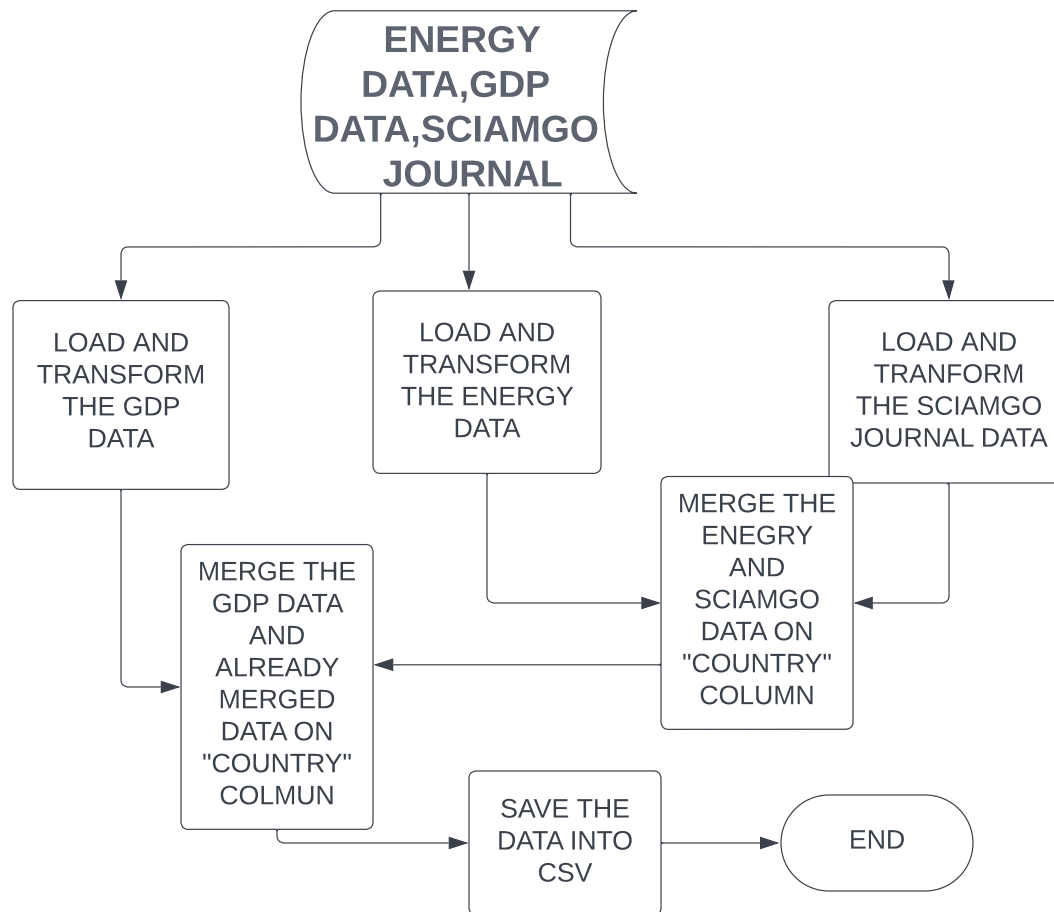 ENERGY
DATA,GDP
DATA,SCIAMGO
JOURNAL
LOAD AND
TRANSFORM
THE GDP
DATA
LOAD AND
TRANSFORM
THE ENERGY
DATA
LOAD AND
TRANFORM
THE SCIAMGO
JOURNAL DATA
MERGE THE
ENEGRY
AND
SCIAMGO
DATA ON
"COUNTRY"
COLUMN
MERGE THE
GDP DATA
AND
ALREADY
MERGED
DATA ON
"COUNTRY"
COLMUN
SAVE THE
DATA INTO
CSV
END